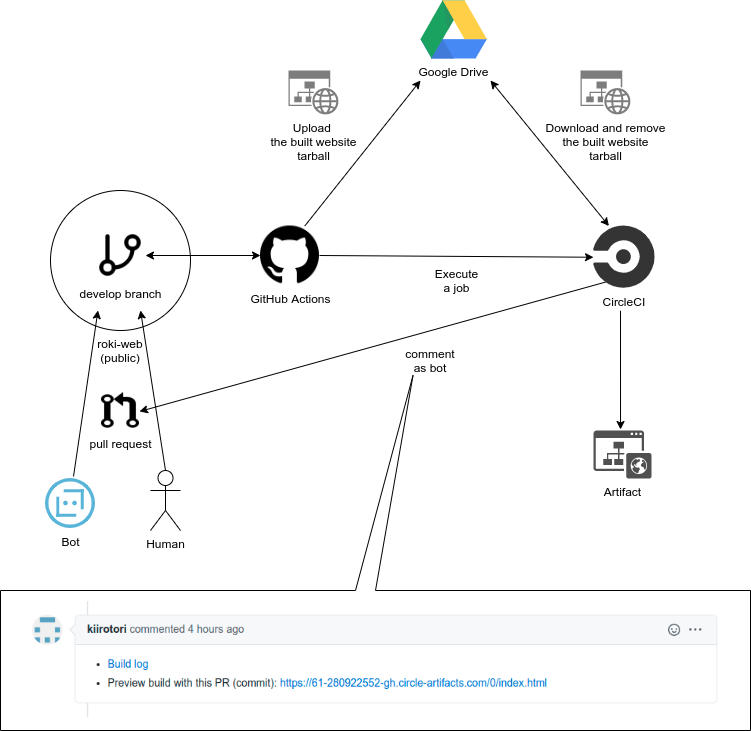 Google Drive
Upload
the built website
tarball
Download and remove
the built website
tarball
develop branch
GitHub Actions
Execute
a job
CircleCI
roki-web
(public)
comment
as bot
pull request
Artifact
Bot
Human
kiirotori commented 4 hours ago
• Build log
• Preview build with this PR (commit): https://61-280922552-gh.circle-artifacts.com/0/index.html